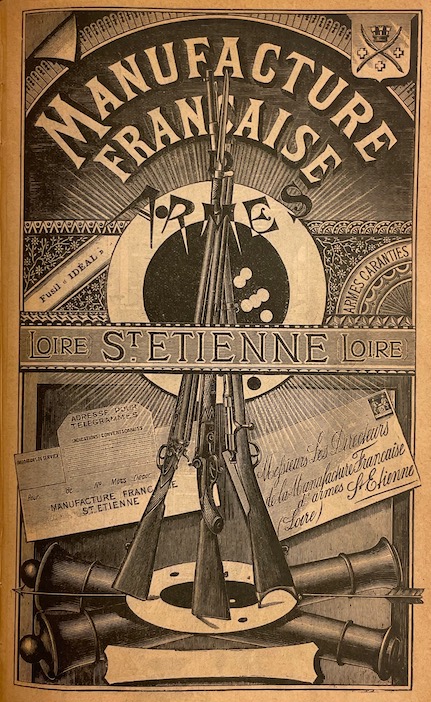 MANUFACTURE
FRANÇAISE
ARMES
Fusil « IDÉAL »
ARMES GARANTIES
LOIRE ST. ETIENNE LOIRE
ADRESSE POUR
TÉLÉGRAMMES
MANUFACTURE FRANÇAISE
ST. ETIENNE
Messieurs Les Directeurs
de la Manufacture Française
d'armes St Etienne
(Loire)